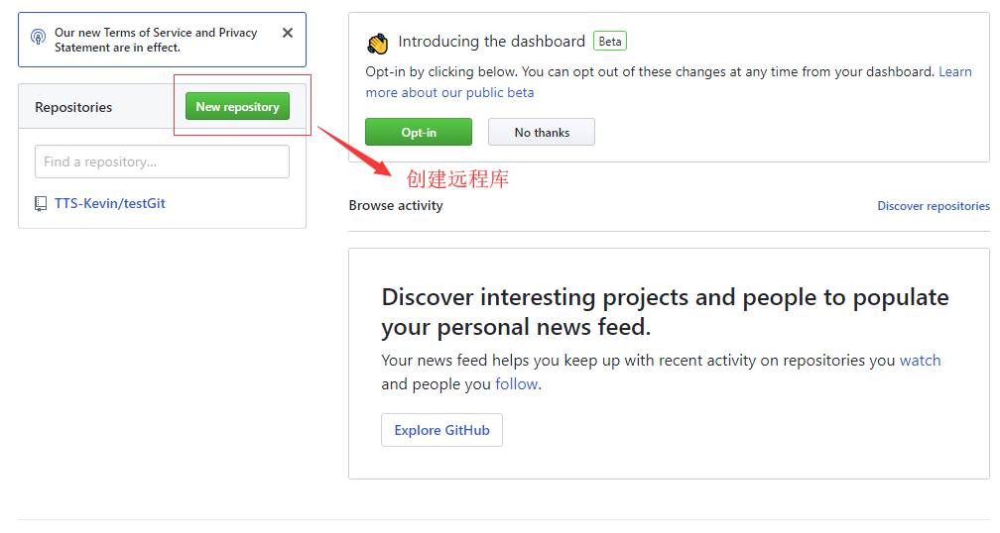 Our new Terms of Service and Privacy
Statement are in effect.
Repositories
New repository
Find a repository...
TTS-Kevin/testGit
Introducing the dashboard Beta
Opt-in by clicking below. You can opt out of these changes at any time from your dashboard. Learn
more about our public beta
Opt-in
No thanks
创建远程库
Browse activity
Discover repositories
Discover interesting projects and people to populate
your personal news feed.
Your news feed helps you keep up with recent activity on repositories you watch
and people you follow.
Explore GitHub